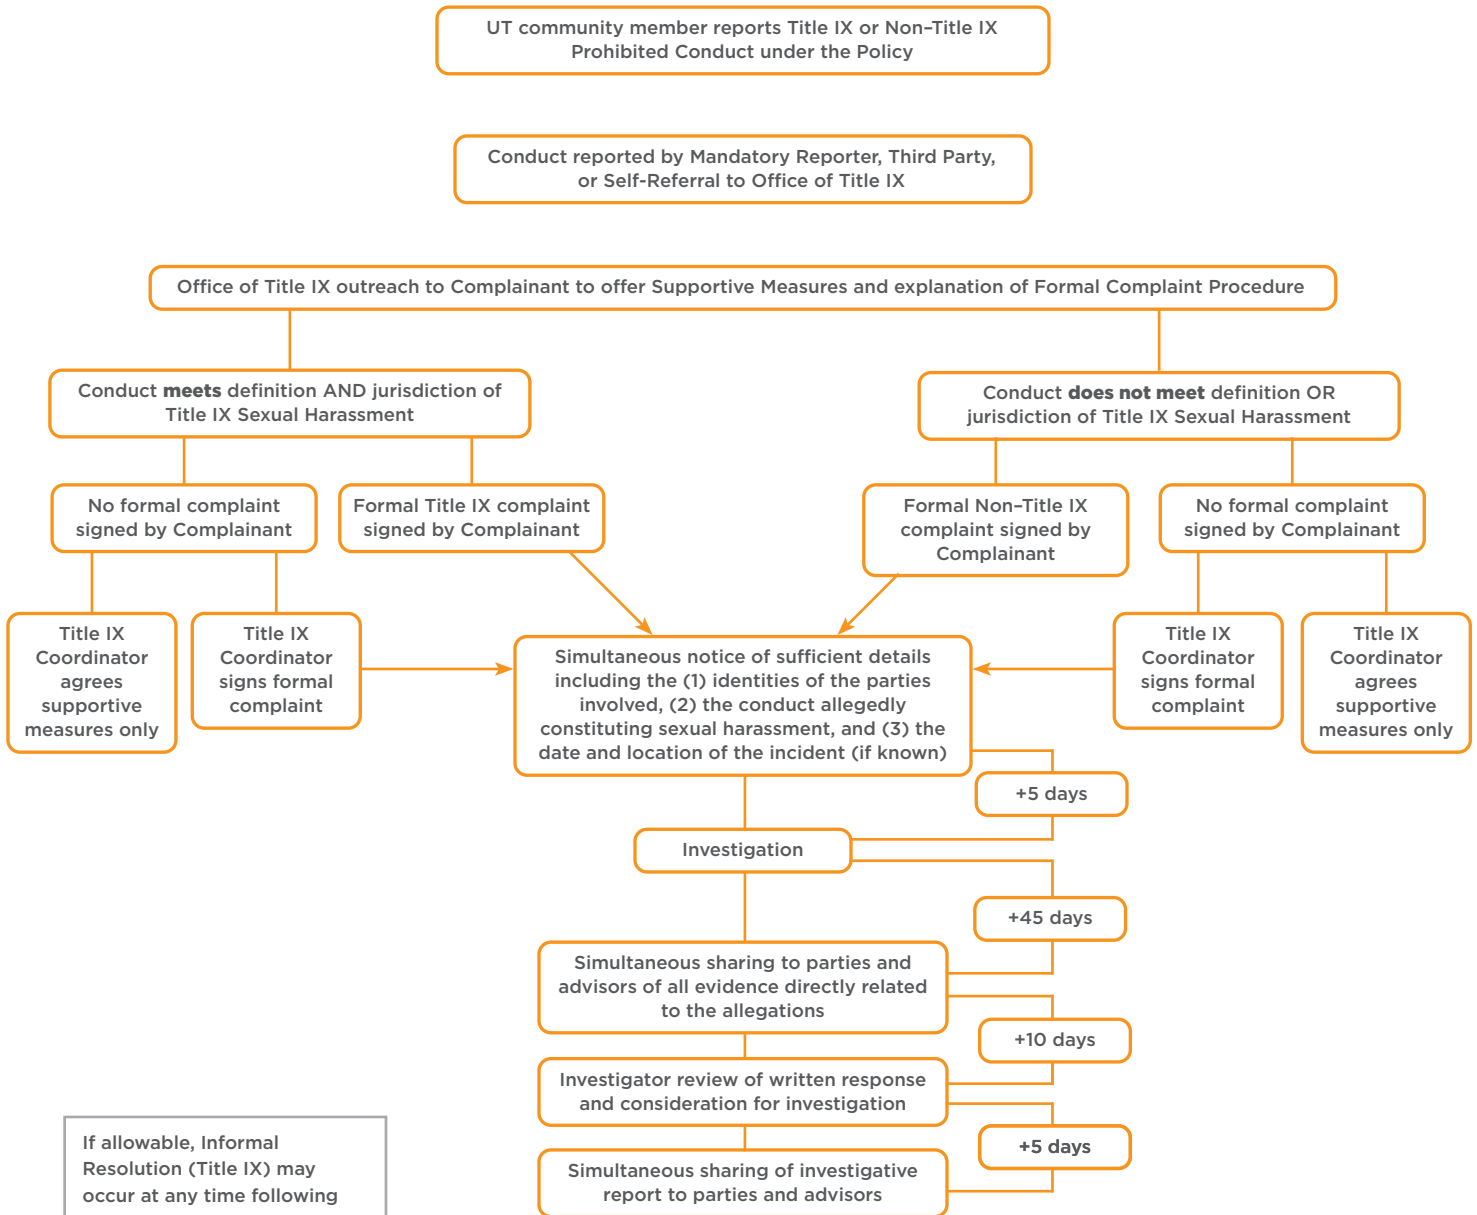 UT community member reports Title IX or Non–Title IX
Prohibited Conduct under the Policy
Conduct reported by Mandatory Reporter, Third Party,
or Self-Referral to Office of Title IX
Office of Title IX outreach to Complainant to offer Supportive Measures and explanation of Formal Complaint Procedure
Conduct meets definition AND jurisdiction of
Title IX Sexual Harassment
Conduct does not meet definition OR
jurisdiction of Title IX Sexual Harassment
No formal complaint
signed by Complainant
Formal Title IX complaint
signed by Complainant
Formal Non–Title IX
complaint signed by
Complainant
No formal complaint
signed by Complainant
Title IX
Coordinator
agrees
supportive
measures only
Title IX
Coordinator
signs formal
complaint
Simultaneous notice of sufficient details
including the (1) identities of the parties
involved, (2) the conduct allegedly
constituting sexual harassment, and (3) the
date and location of the incident (if known)
Title IX
Coordinator
signs formal
complaint
Title IX
Coordinator
agrees
supportive
measures only
+5 days
Investigation
+45 days
Simultaneous sharing to parties and
advisors of all evidence directly related
to the allegations
+10 days
Investigator review of written response
and consideration for investigation
+5 days
Simultaneous sharing of investigative
report to parties and advisors
If allowable, Informal
Resolution (Title IX) may
occur at any time following